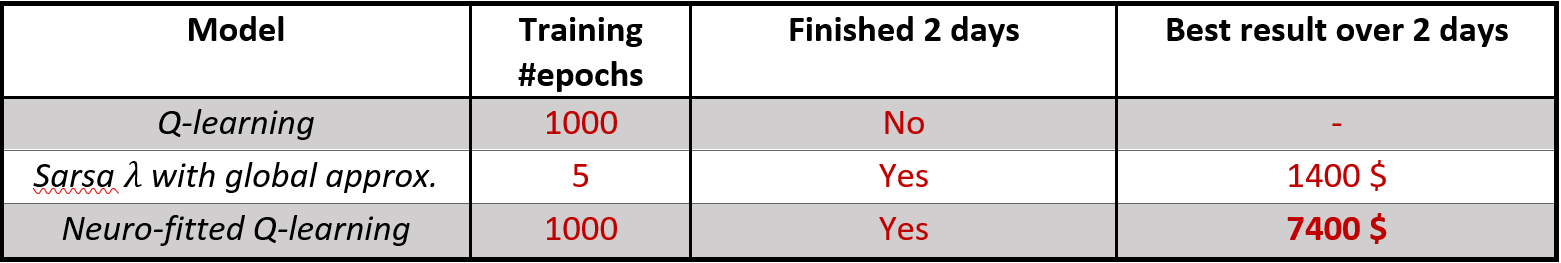 Model Training #epochs Finished 2 days Best result over 2 days
Q-learning 1000 No -
Sarsa λ with global approx. 5 Yes 1400 $
Neuro-fitted Q-learning 1000 Yes 7400 $